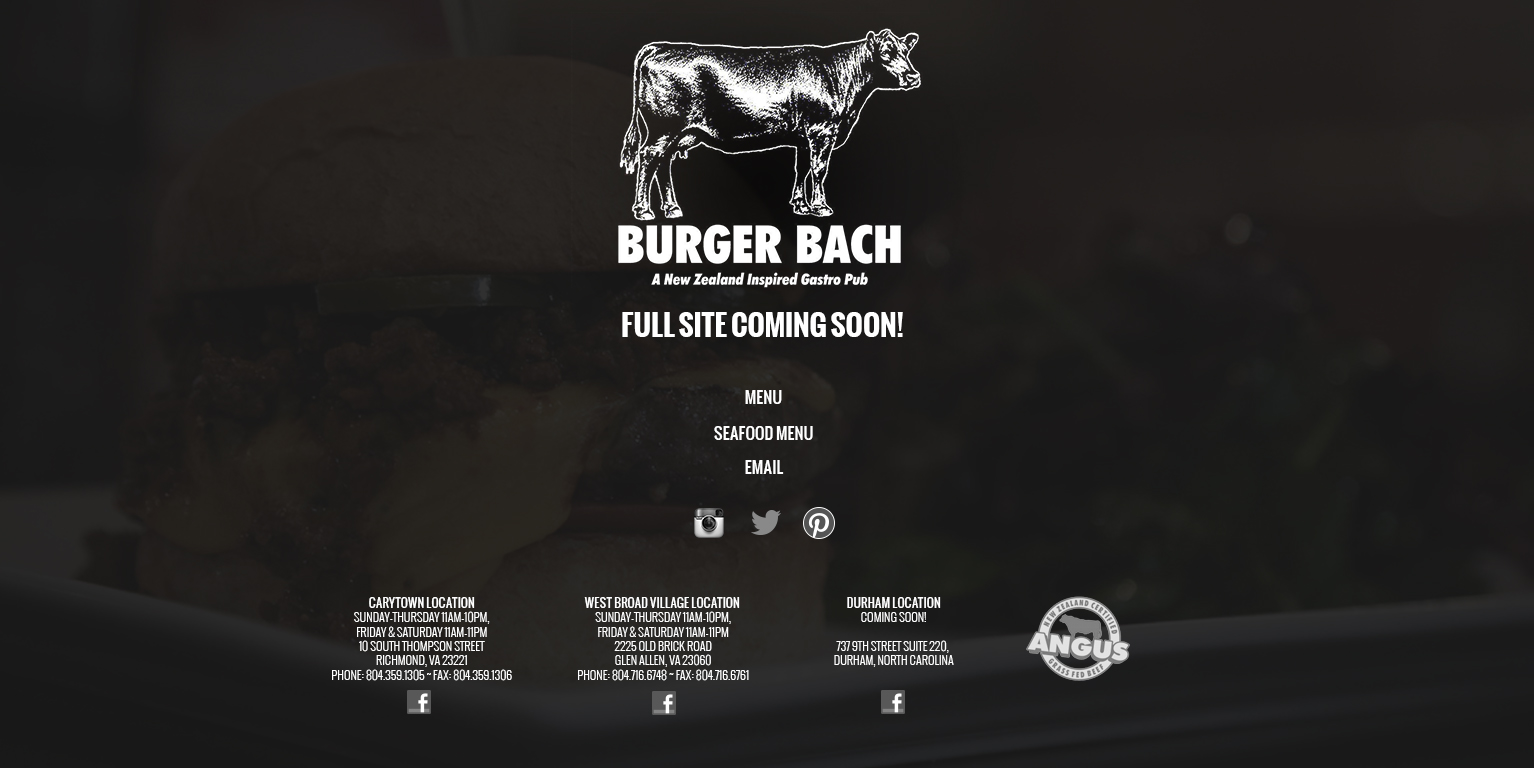 BURGER BACH
A New Zealand Inspired Gastro Pub
FULL SITE COMING SOON!
MENU
SEAFOOD MENU
EMAIL
CARYTOWN LOCATION
SUNDAY-THURSDAY 11AM-10PM,
FRIDAY & SATURDAY 11AM-11PM
10 SOUTH THOMPSON STREET
RICHMOND, VA 23221
PHONE: 804.359.1305 ~ FAX: 804.359.1306
WEST BROAD VILLAGE LOCATION
SUNDAY-THURSDAY 11AM-10PM,
FRIDAY & SATURDAY 11AM-11PM
2225 OLD BRICK ROAD
GLEN ALLEN, VA 23060
PHONE: 804.716.6748 ~ FAX: 804.716.6761
DURHAM LOCATION
COMING SOON!
737 9TH STREET SUITE 220,
DURHAM, NORTH CAROLINA
NEW ZEALAND CERTIFIED
ANGUS
GRASS FED BEEF